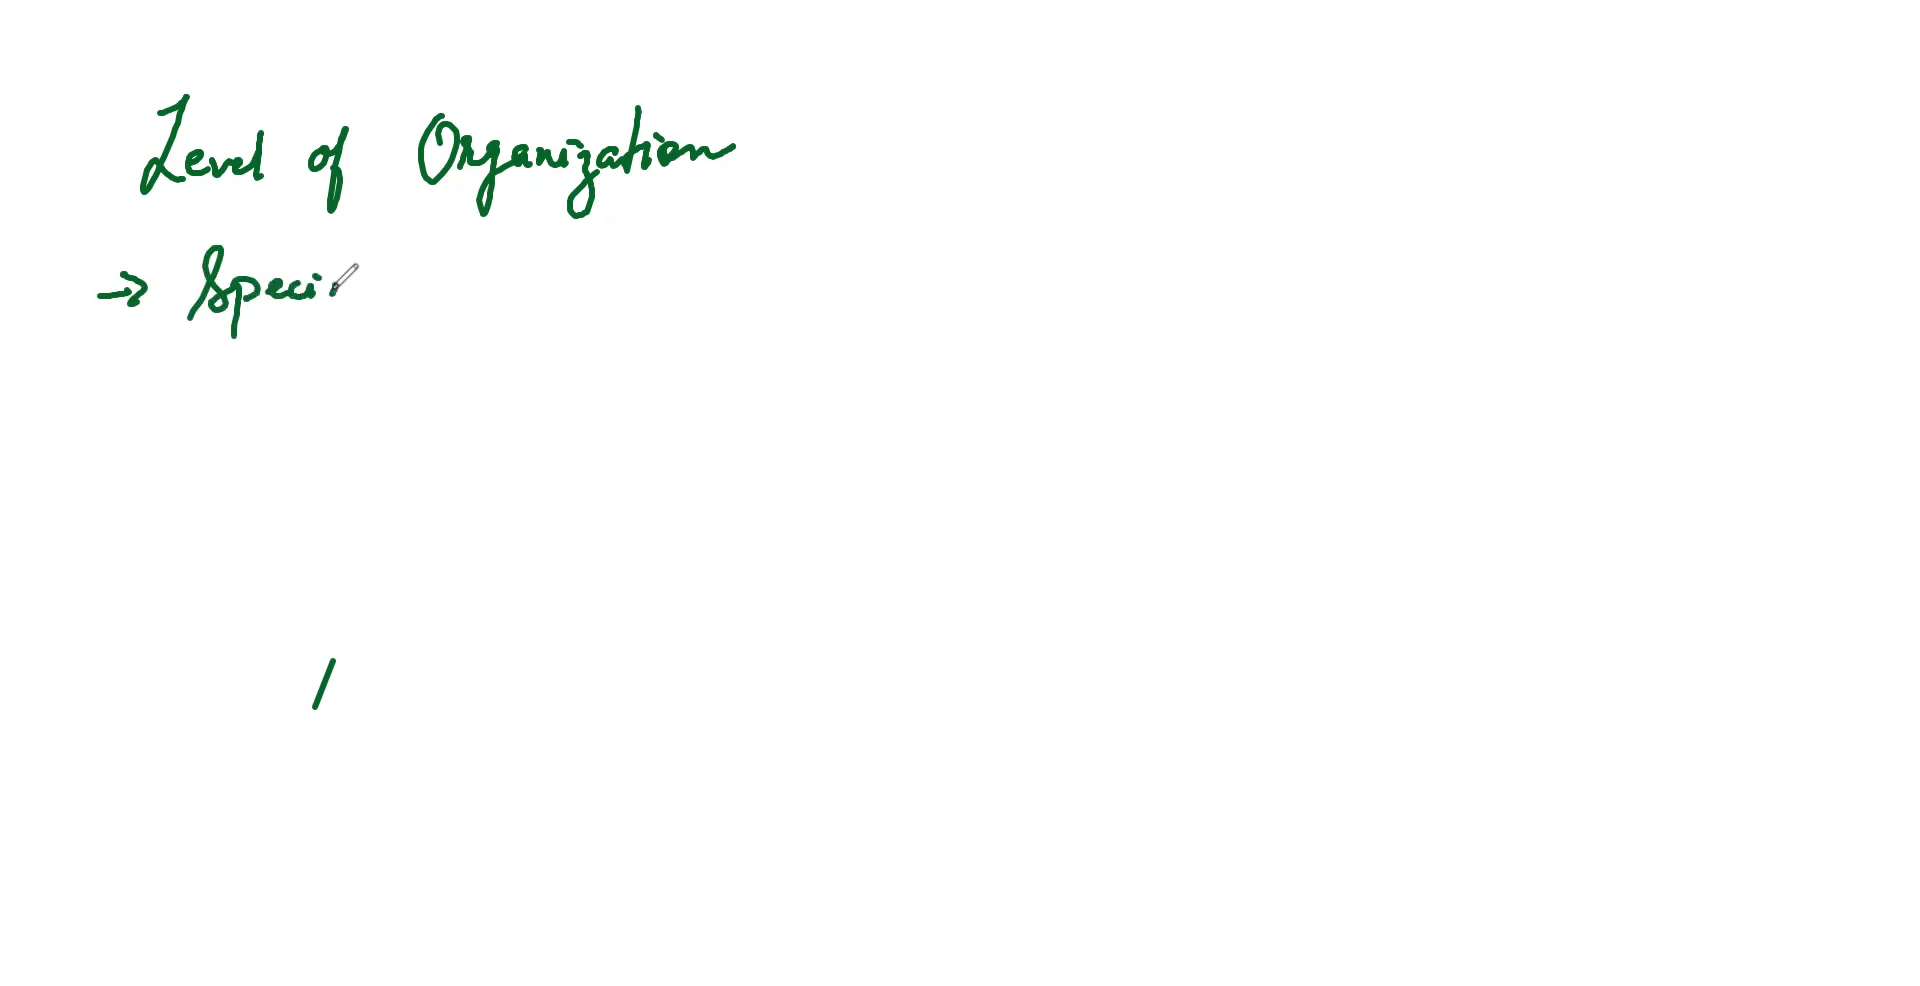 Level of Organization
→ Speci